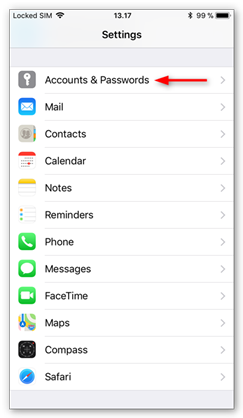 Locked SIM 13.17 99 %
Settings
Accounts & Passwords
Mail
Contacts
Calendar
Notes
Reminders
Phone
Messages
FaceTime
Maps
Compass
Safari